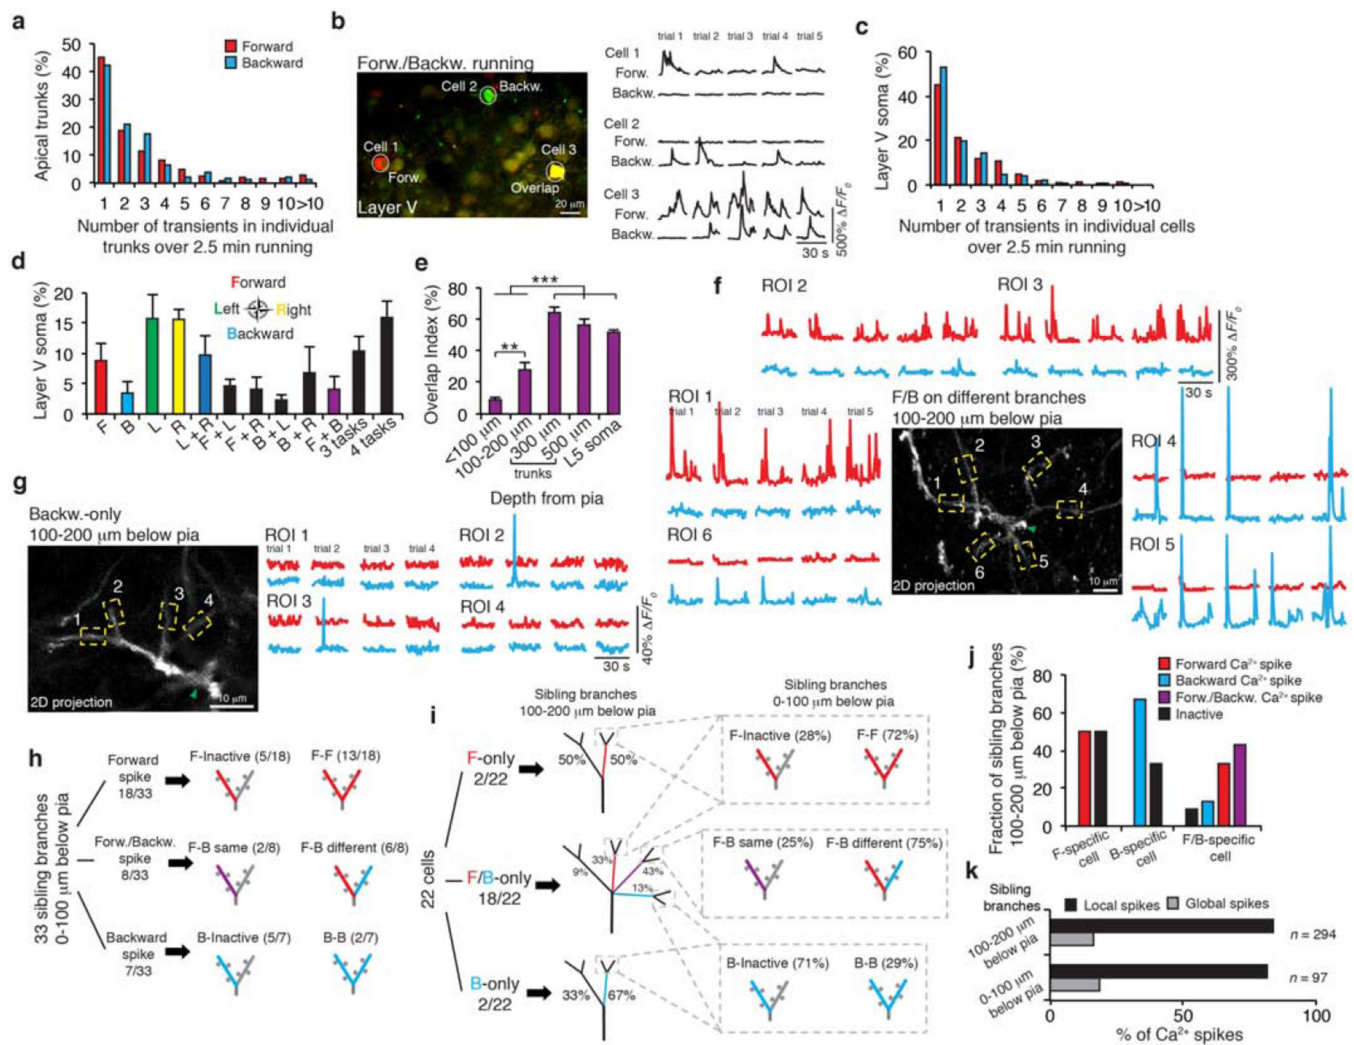 a
Apical trunks (%)
50
40
30
20
10
0
Forward
Backward
1 2 3 4 5 6 7 8 9 10 >10
Number of transients in individual
trunks over 2.5 min running
b
Forw./Backw. running
Cell 2 Backw.
Cell 1
Forw.
Cell 3
Overlap
Layer V
20 µm
trial 1 trial 2 trial 3 trial 4 trial 5
Cell 1
Forw.
Backw.
Cell 2
Forw.
Backw.
Cell 3
Forw.
Backw.
30 s
500% ΔF/F₀
c
Layer V soma (%)
60
40
20
0
1 2 3 4 5 6 7 8 9 10 >10
Number of transients in individual cells
over 2.5 min running
d
Layer V soma (%)
20
15
10
5
0
Forward
Left Right
Backward
F B L R L+R F+L F+R B+L B+R F+B 3 tasks 4 tasks
e
Overlap Index (%)
80
60
40
20
0
***
**
<100 µm 100-200 µm 300 µm 500 µm L5 soma
trunks
Depth from pia
f
ROI 2
ROI 3
300% ΔF/F₀
30 s
ROI 1
trial 1 trial 2 trial 3 trial 4 trial 5
F/B on different branches
100-200 µm below pia
1 2 3 4 5 6
2D projection
10 µm
ROI 4
ROI 6
ROI 5
g
Backw.-only
100-200 µm below pia
1 2 3 4
2D projection
10 µm
ROI 1
trial 1 trial 2 trial 3 trial 4
ROI 2
ROI 3
ROI 4
40% ΔF/F₀
30 s
h
33 sibling branches
0-100 µm below pia
Forward
spike
18/33
F-Inactive (5/18) F-F (13/18)
Forw./Backw.
spike
8/33
F-B same (2/8) F-B different (6/8)
Backward
spike
7/33
B-Inactive (5/7) B-B (2/7)
i
Sibling branches
100-200 µm below pia
Sibling branches
0-100 µm below pia
22 cells
F-only
2/22
50% 50%
F-Inactive (28%) F-F (72%)
F/B-only
18/22
33%
9%
43%
13%
F-B same (25%) F-B different (75%)
B-only
2/22
33% 67%
B-Inactive (71%) B-B (29%)
j
Fraction of sibling branches
100-200 µm below pia (%)
80
60
40
20
0
Forward Ca²⁺ spike
Backward Ca²⁺ spike
Forw./Backw. Ca²⁺ spike
Inactive
F-specific
cell
B-specific
cell
F/B-specific
cell
k
Sibling
branches
Local spikes Global spikes
100-200 µm
below pia
n = 294
0-100 µm
below pia
n = 97
0 50 100
% of Ca²⁺ spikes